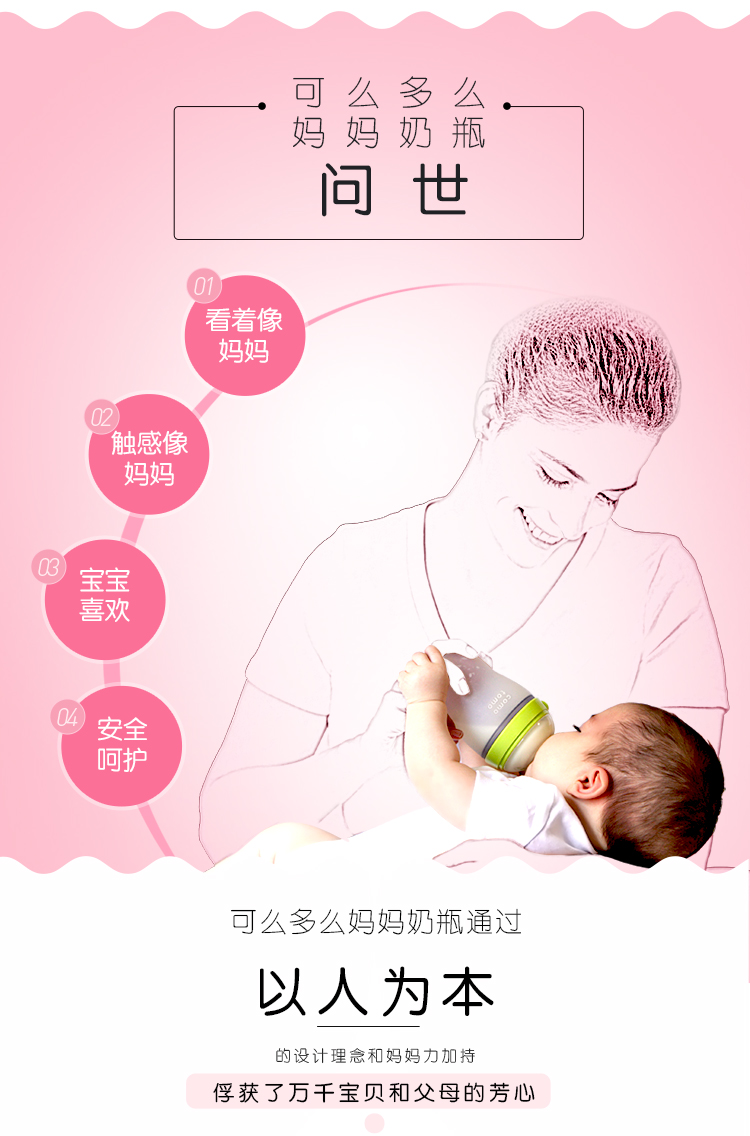 可么多么
妈妈奶瓶
问世
01
看着像
妈妈
02
触感像
妈妈
03
宝宝
喜欢
04
安全
呵护
como
tomo
可么多么妈妈奶瓶通过
以人为本
的设计理念和妈妈力加持
俘获了万千宝贝和父母的芳心